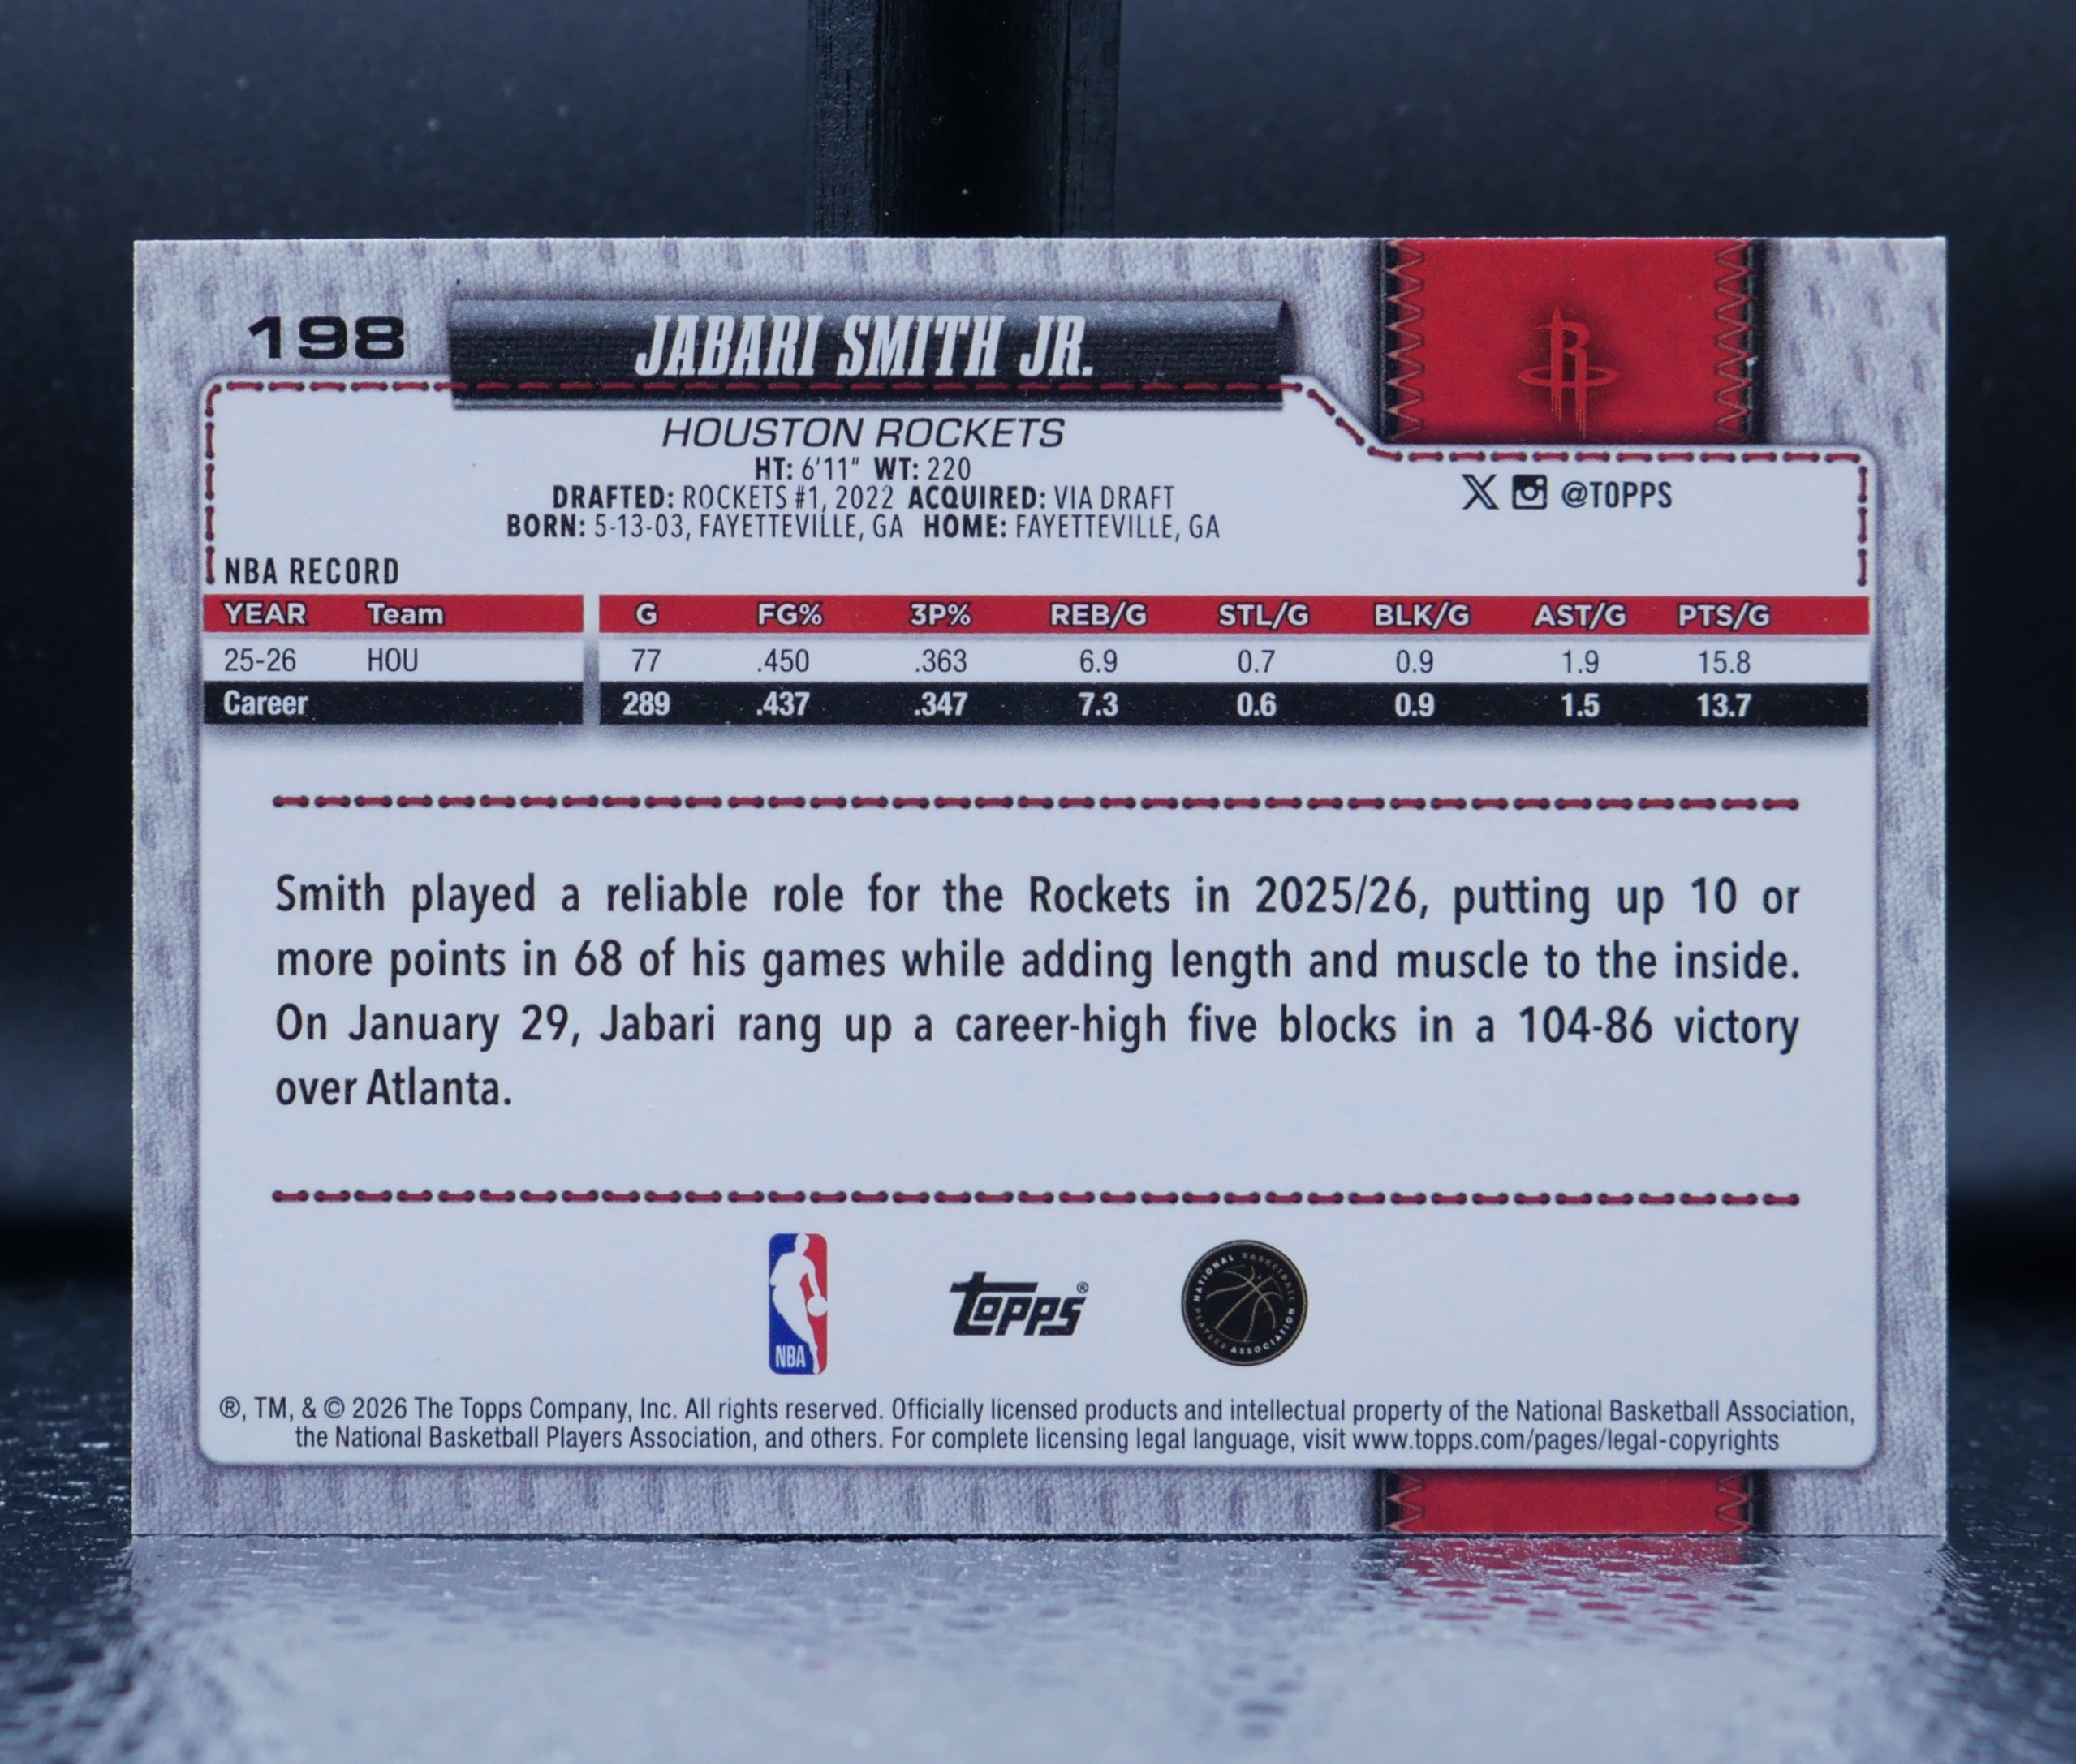 198
JABARI SMITH JR.
HOUSTON ROCKETS
HT: 6'11" WT: 220
DRAFTED: ROCKETS #1, 2022 ACQUIRED: VIA DRAFT
BORN: 5-13-03, FAYETTEVILLE, GA HOME: FAYETTEVILLE, GA
R
@TOPPS
NBA RECORD
YEAR Team G FG% 3P% REB/G STL/G BLK/G AST/G PTS/G
25-26 HOU 77 .450 .363 6.9 0.7 0.9 1.9 15.8
Career 289 .437 .347 7.3 0.6 0.9 1.5 13.7
Smith played a reliable role for the Rockets in 2025/26, putting up 10 or
more points in 68 of his games while adding length and muscle to the inside.
On January 29, Jabari rang up a career-high five blocks in a 104-86 victory
over Atlanta.
NBA
Topps®
NATIONAL BASKETBALL PLAYERS ASSOCIATION
®, TM, & © 2026 The Topps Company, Inc. All rights reserved. Officially licensed products and intellectual property of the National Basketball Association,
the National Basketball Players Association, and others. For complete licensing legal language, visit www.topps.com/pages/legal-copyrights